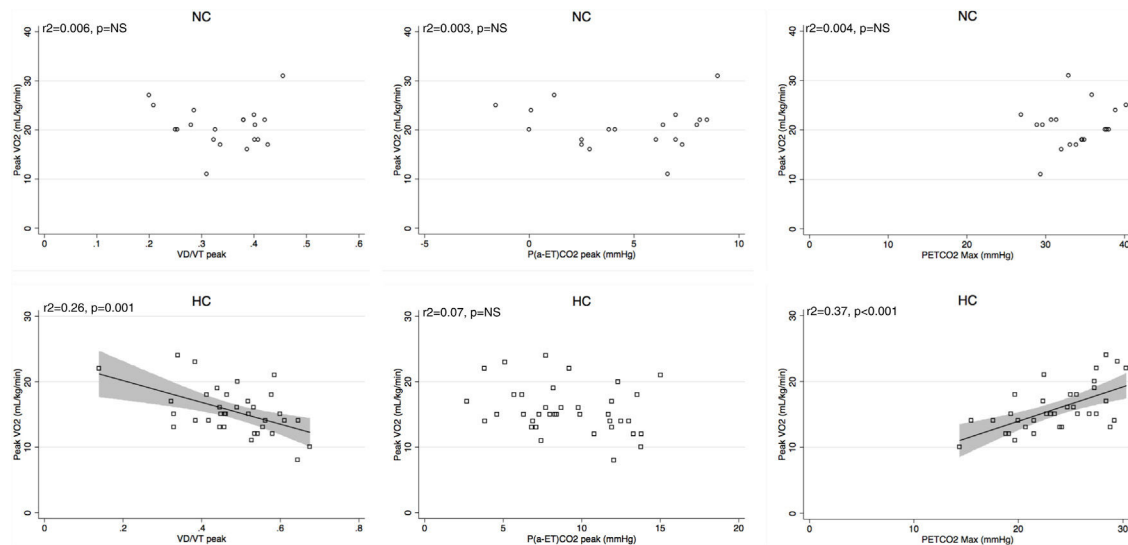 NC
r2=0.006, p=NS
Peak VO2 (mL/kg/min)
0 10 20 30 40
0 .1 .2 .3 .4 .5 .6
VD/VT peak
NC
r2=0.003, p=NS
Peak VO2 (mL/kg/min)
0 10 20 30 40
-5 0 5 10
P(a-ET)CO2 peak (mmHg)
NC
r2=0.004, p=NS
Peak VO2 (mL/kg/min)
0 10 20 30 40
0 10 20 30 40
PETCO2 Max (mmHg)
HC
r2=0.26, p=0.001
Peak VO2 (mL/kg/min)
0 10 20 30
0 .2 .4 .6 .8
VD/VT peak
HC
r2=0.07, p=NS
Peak VO2 (mL/kg/min)
0 10 20 30
0 5 10 15 20
P(a-ET)CO2 peak (mmHg)
HC
r2=0.37, p<0.001
Peak VO2 (mL/kg/min)
0 10 20 30
0 10 20 30
PETCO2 Max (mmHg)